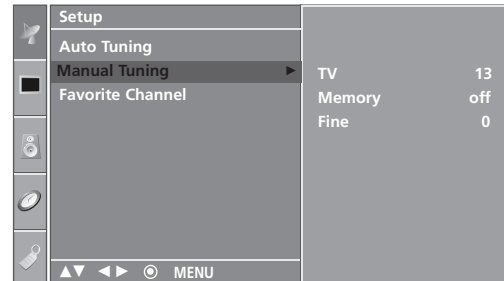 Setup
Auto Tuning
Manual Tuning ►
Favorite Channel
TV 13
Memory off
Fine 0
▲▼ ◄► ◉ MENU